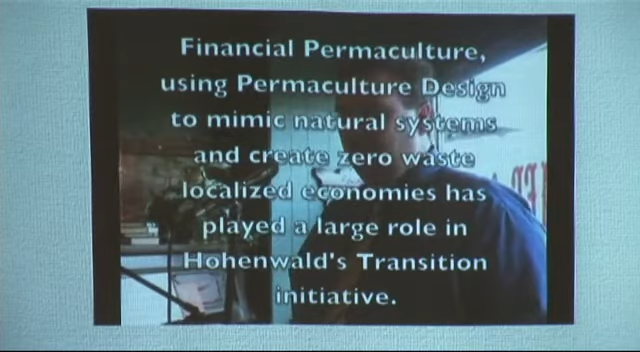 Financial Permaculture,
using Permaculture Design
to mimic natural systems
and create zero waste
localized economies has
played a large role in
Hohenwald's Transition
initiative.